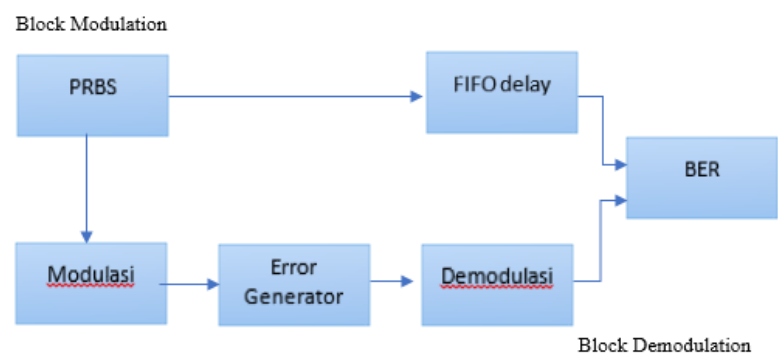 Block Modulation
PRBS
FIFO delay
BER
Modulasi
Error
Generator
Demodulasi
Block Demodulation